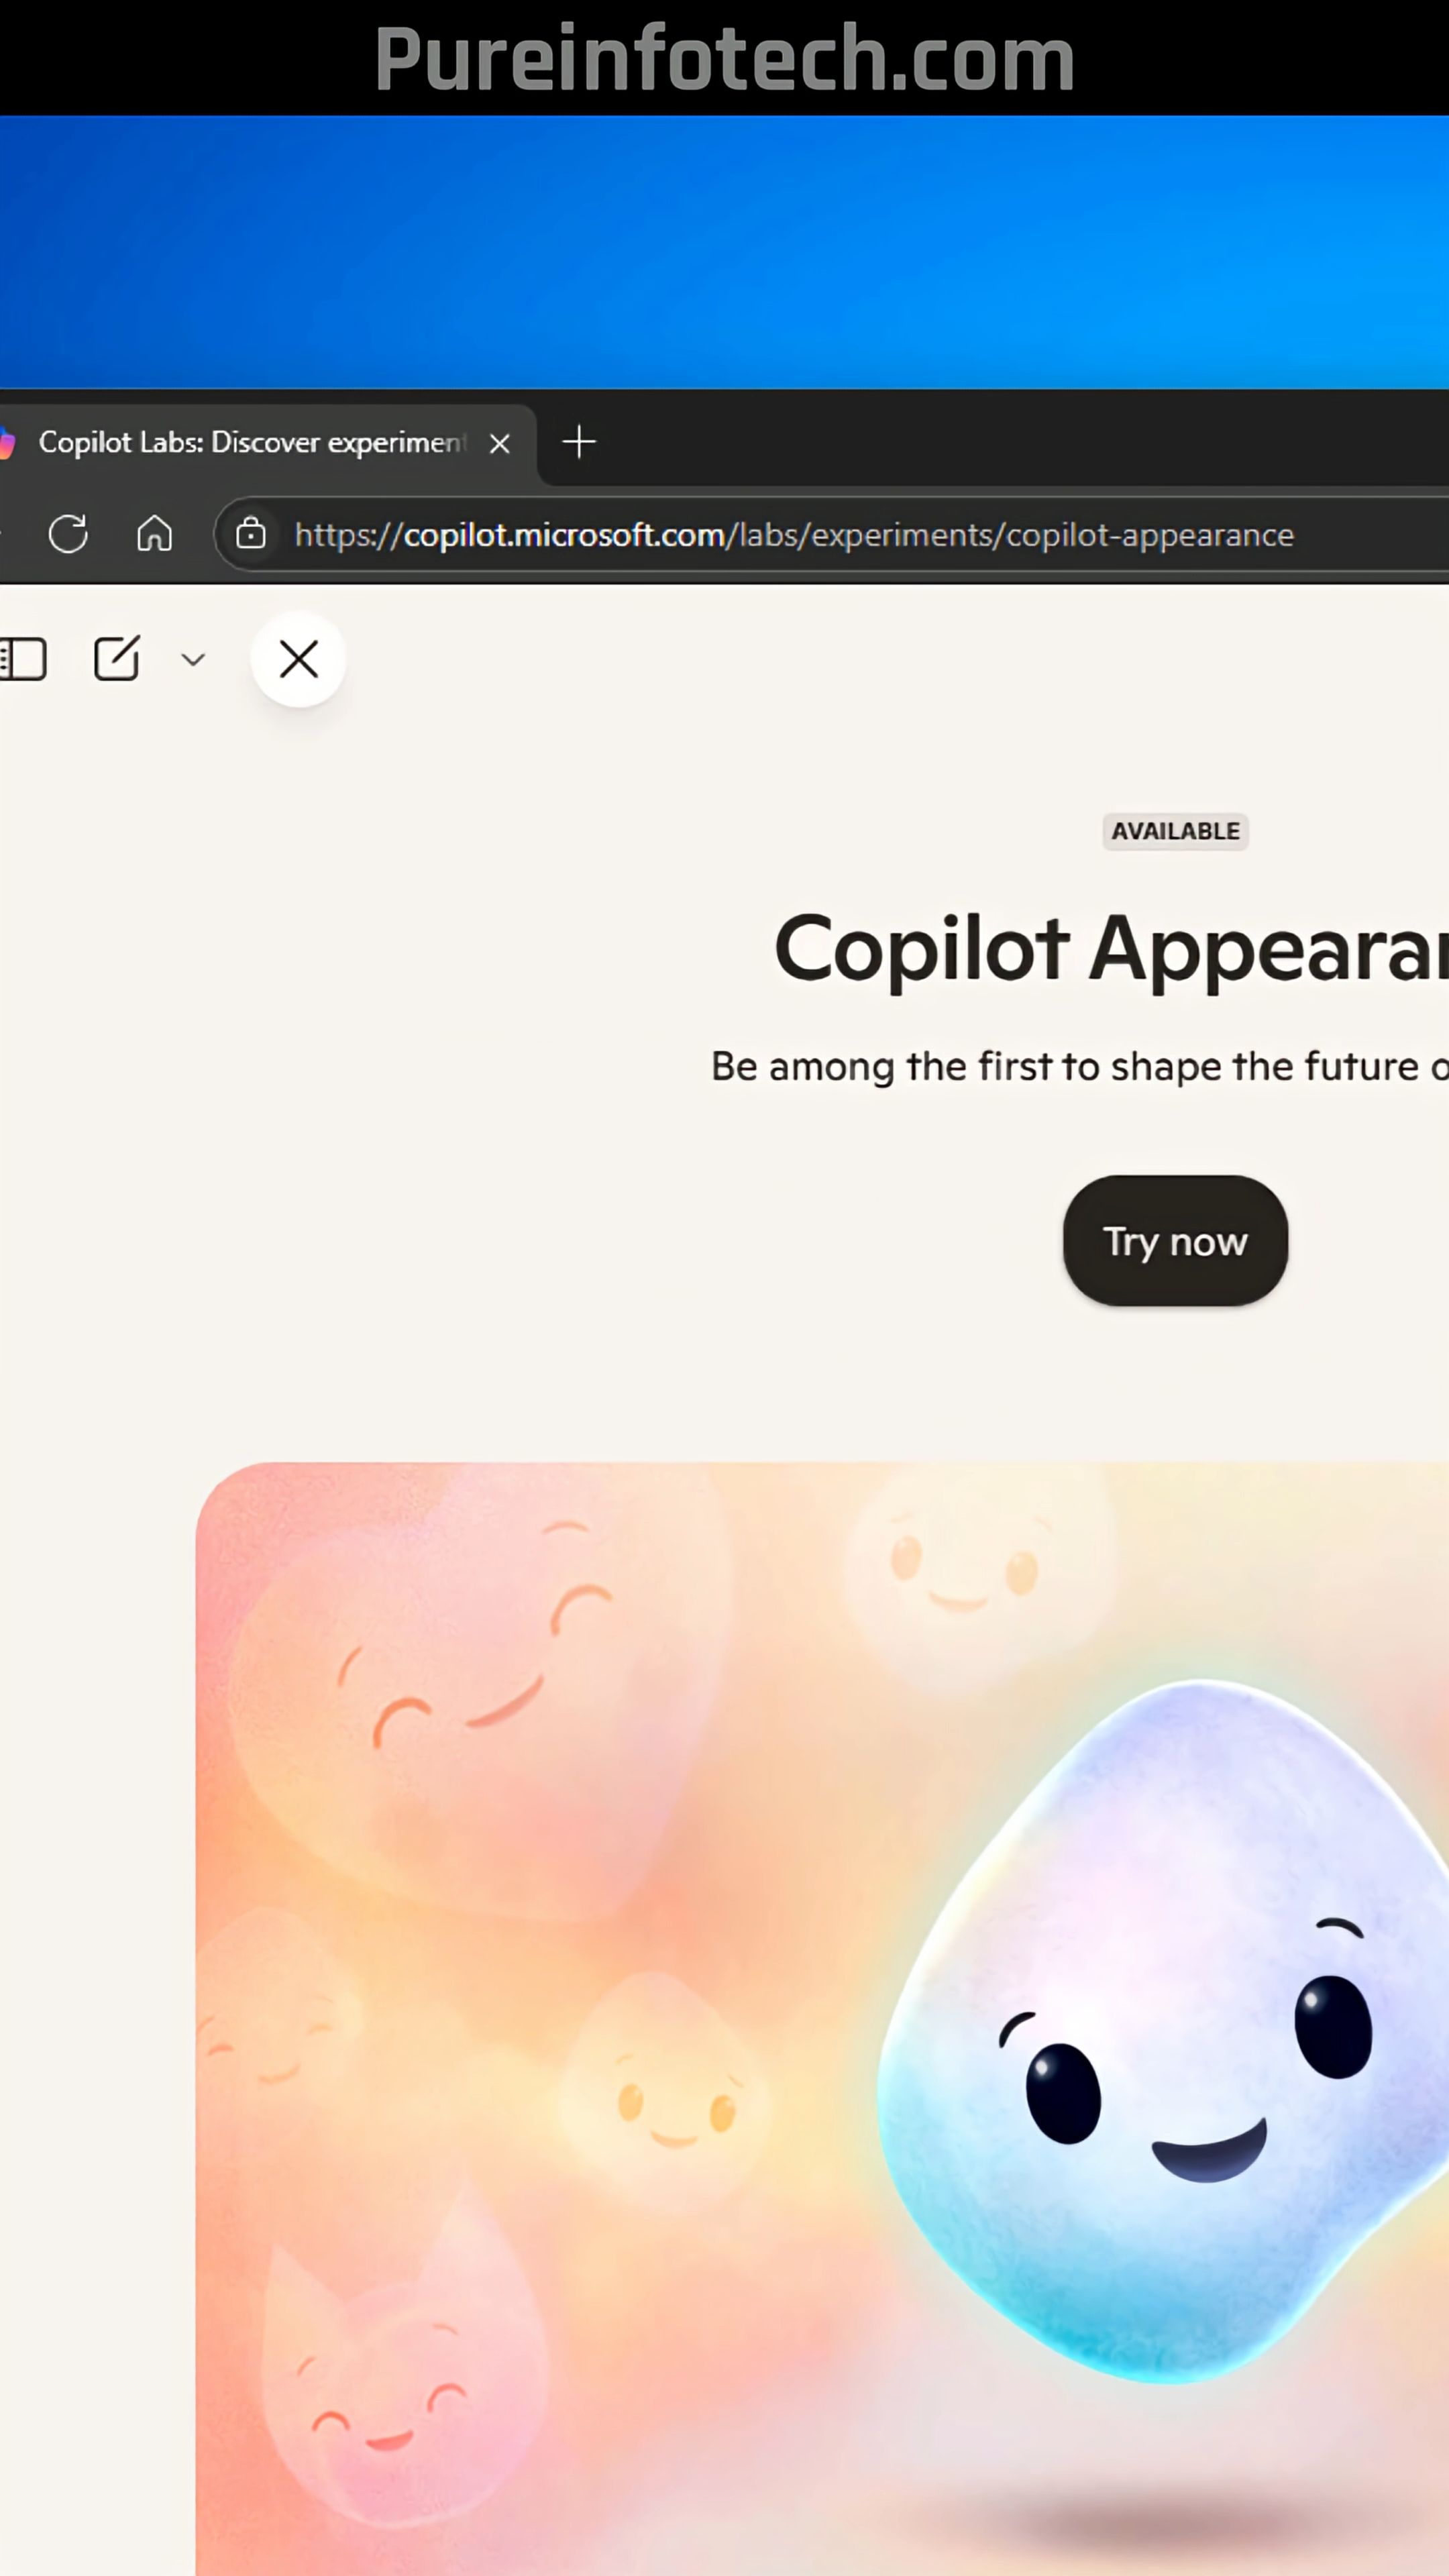 Pureinfotech.com
Copilot Labs: Discover experiment
https://copilot.microsoft.com/labs/experiments/copilot-appearance
AVAILABLE
Copilot Appeara
Be among the first to shape the future o
Try now